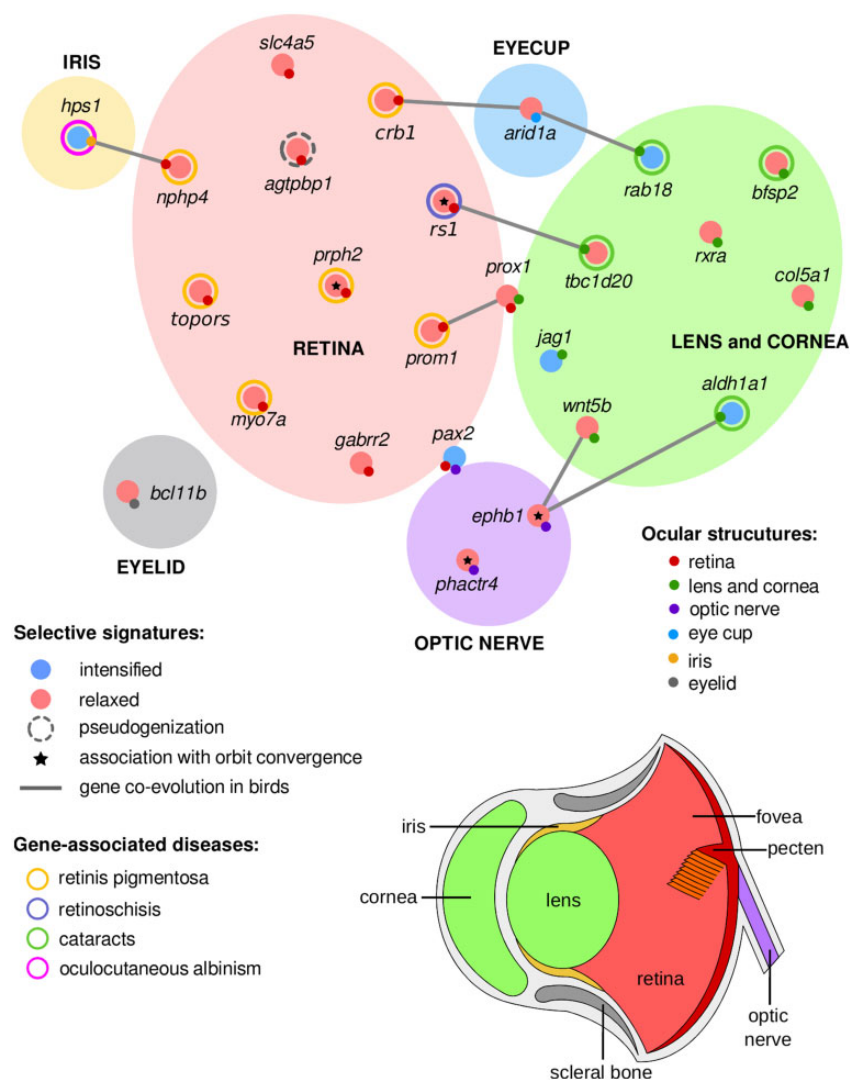 slc4a5
IRIS
EYECUP
hps1
crb1
arid1a
nphp4
agtpbp1
rab18
bfsp2
rs1
rxra
prph2
prox1
tbc1d20
col5a1
topors
RETINA
prom1
jag1
LENS and CORNEA
aldh1a1
myo7a
wnt5b
gabrr2
pax2
bcl11b
ephb1
EYELID
phactr4
OPTIC NERVE
Ocular strucutures:
retina
lens and cornea
optic nerve
eye cup
iris
eyelid
Selective signatures:
intensified
relaxed
pseudogenization
association with orbit convergence
gene co-evolution in birds
Gene-associated diseases:
retinis pigmentosa
retinoschisis
cataracts
oculocutaneous albinism
iris
fovea
pecten
cornea
lens
retina
optic
nerve
scleral bone